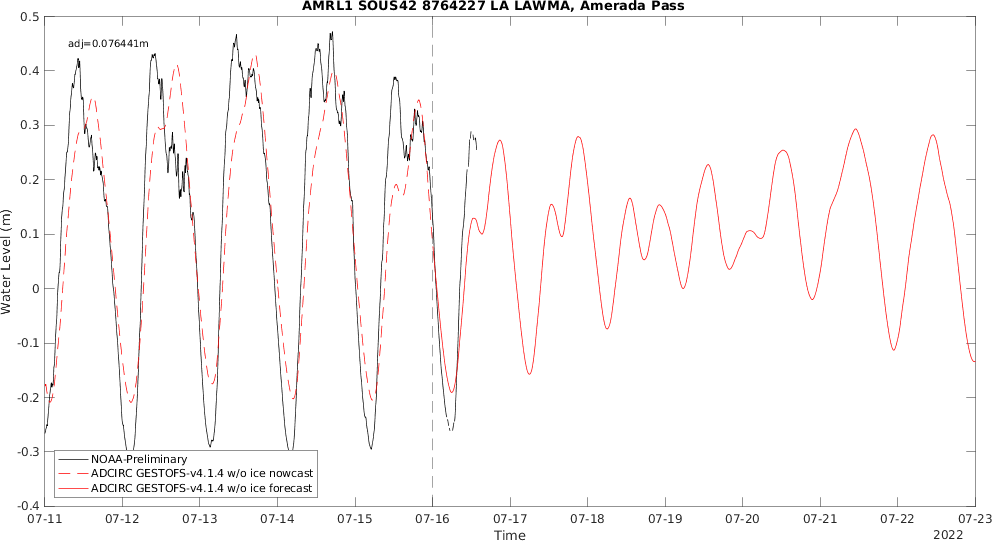 AMRL1 SOUS42 8764227 LA LAWMA, Amerada Pass
adj=0.076441m
Water Level (m)
0.5
0.4
0.3
0.2
0.1
0
-0.1
-0.2
-0.3
-0.4
NOAA-Preliminary
ADCIRC GESTOFS-v4.1.4 w/o ice nowcast
ADCIRC GESTOFS-v4.1.4 w/o ice forecast
07-11 07-12 07-13 07-14 07-15 07-16 07-17 07-18 07-19 07-20 07-21 07-22 07-23
Time
2022